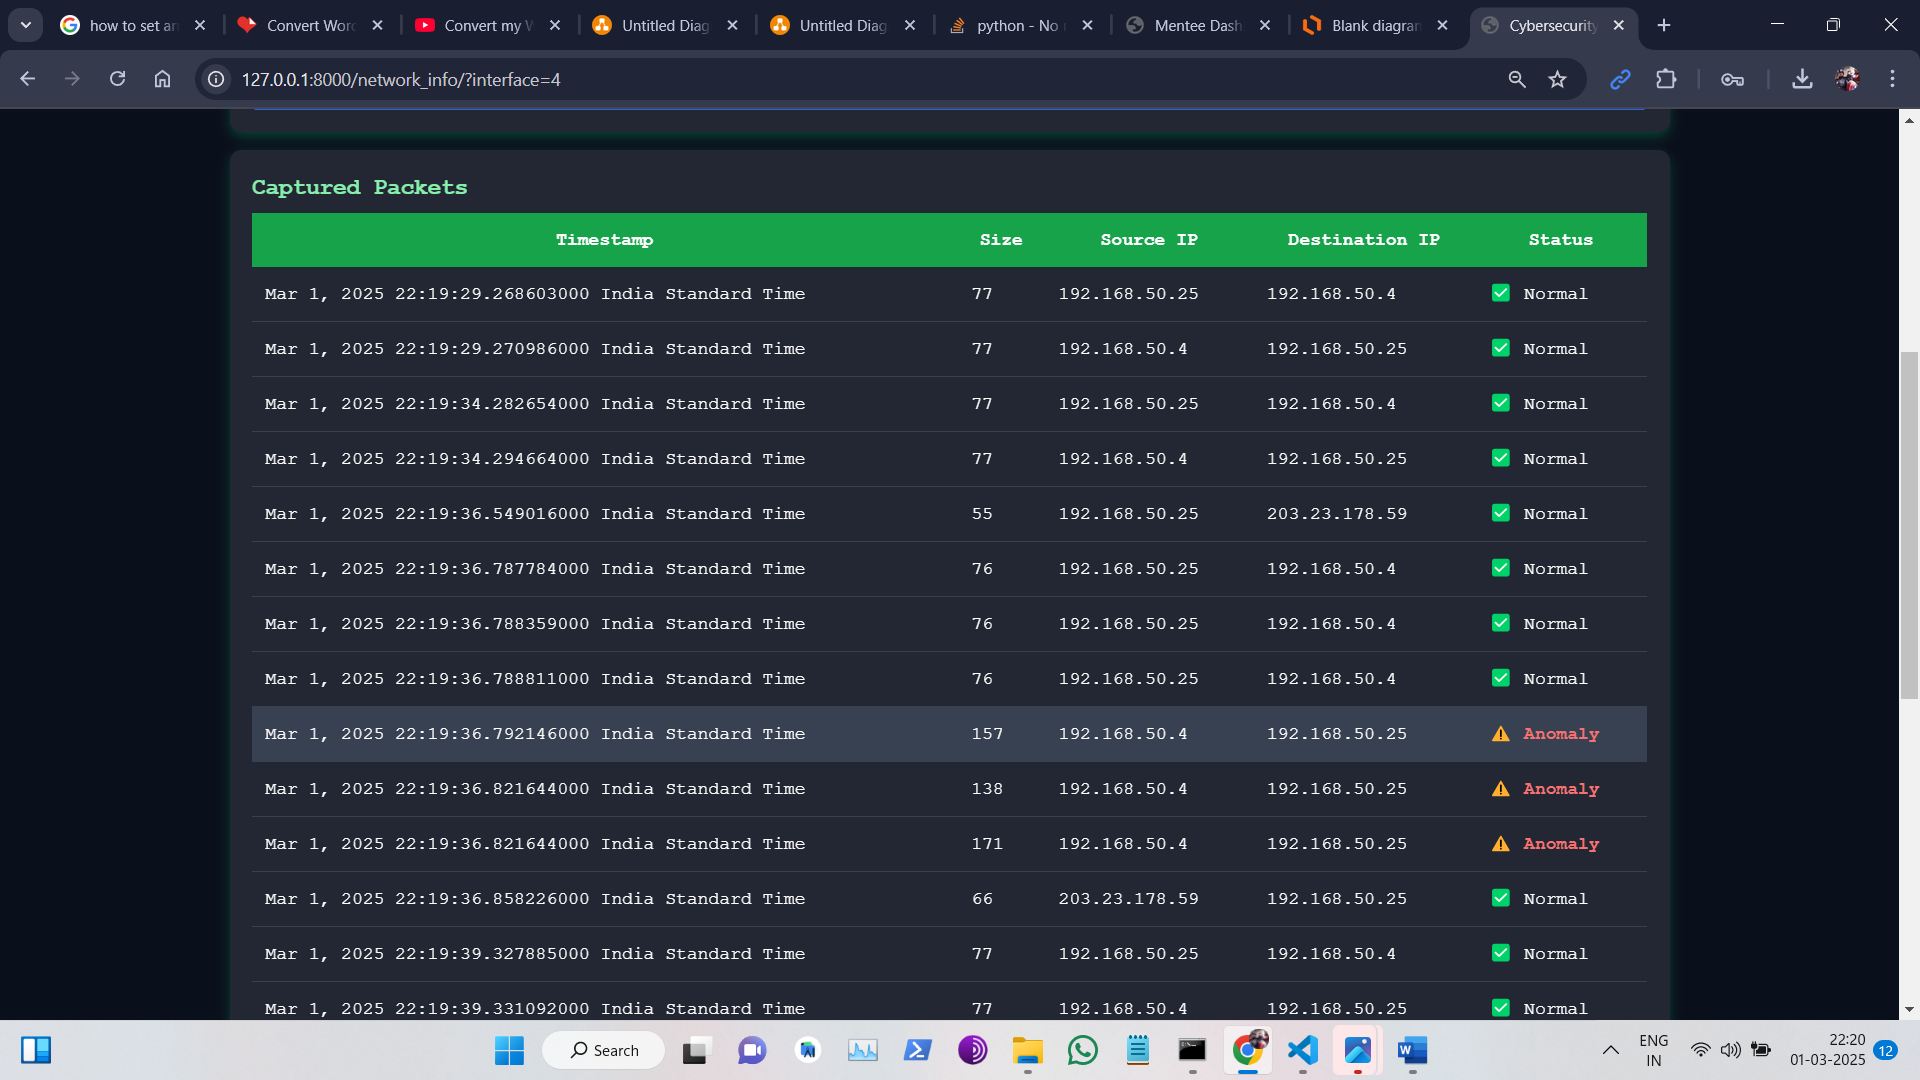 how to set an
Convert Word
Convert my W
Untitled Diag
Untitled Diag
python - No
Mentee Dash
Blank diagran
Cybersecurity
127.0.0.1:8000/network_info/?interface=4
Captured Packets
Timestamp Size Source IP Destination IP Status
Mar 1, 2025 22:19:29.268603000 India Standard Time 77 192.168.50.25 192.168.50.4 Normal
Mar 1, 2025 22:19:29.270986000 India Standard Time 77 192.168.50.4 192.168.50.25 Normal
Mar 1, 2025 22:19:34.282654000 India Standard Time 77 192.168.50.25 192.168.50.4 Normal
Mar 1, 2025 22:19:34.294664000 India Standard Time 77 192.168.50.4 192.168.50.25 Normal
Mar 1, 2025 22:19:36.549016000 India Standard Time 55 192.168.50.25 203.23.178.59 Normal
Mar 1, 2025 22:19:36.787784000 India Standard Time 76 192.168.50.25 192.168.50.4 Normal
Mar 1, 2025 22:19:36.788359000 India Standard Time 76 192.168.50.25 192.168.50.4 Normal
Mar 1, 2025 22:19:36.788811000 India Standard Time 76 192.168.50.25 192.168.50.4 Normal
Mar 1, 2025 22:19:36.792146000 India Standard Time 157 192.168.50.4 192.168.50.25 Anomaly
Mar 1, 2025 22:19:36.821644000 India Standard Time 138 192.168.50.4 192.168.50.25 Anomaly
Mar 1, 2025 22:19:36.821644000 India Standard Time 171 192.168.50.4 192.168.50.25 Anomaly
Mar 1, 2025 22:19:36.858226000 India Standard Time 66 203.23.178.59 192.168.50.25 Normal
Mar 1, 2025 22:19:39.327885000 India Standard Time 77 192.168.50.25 192.168.50.4 Normal
Mar 1, 2025 22:19:39.331092000 India Standard Time 77 192.168.50.4 192.168.50.25 Normal
Search
ENG
IN
22:20
01-03-2025
12